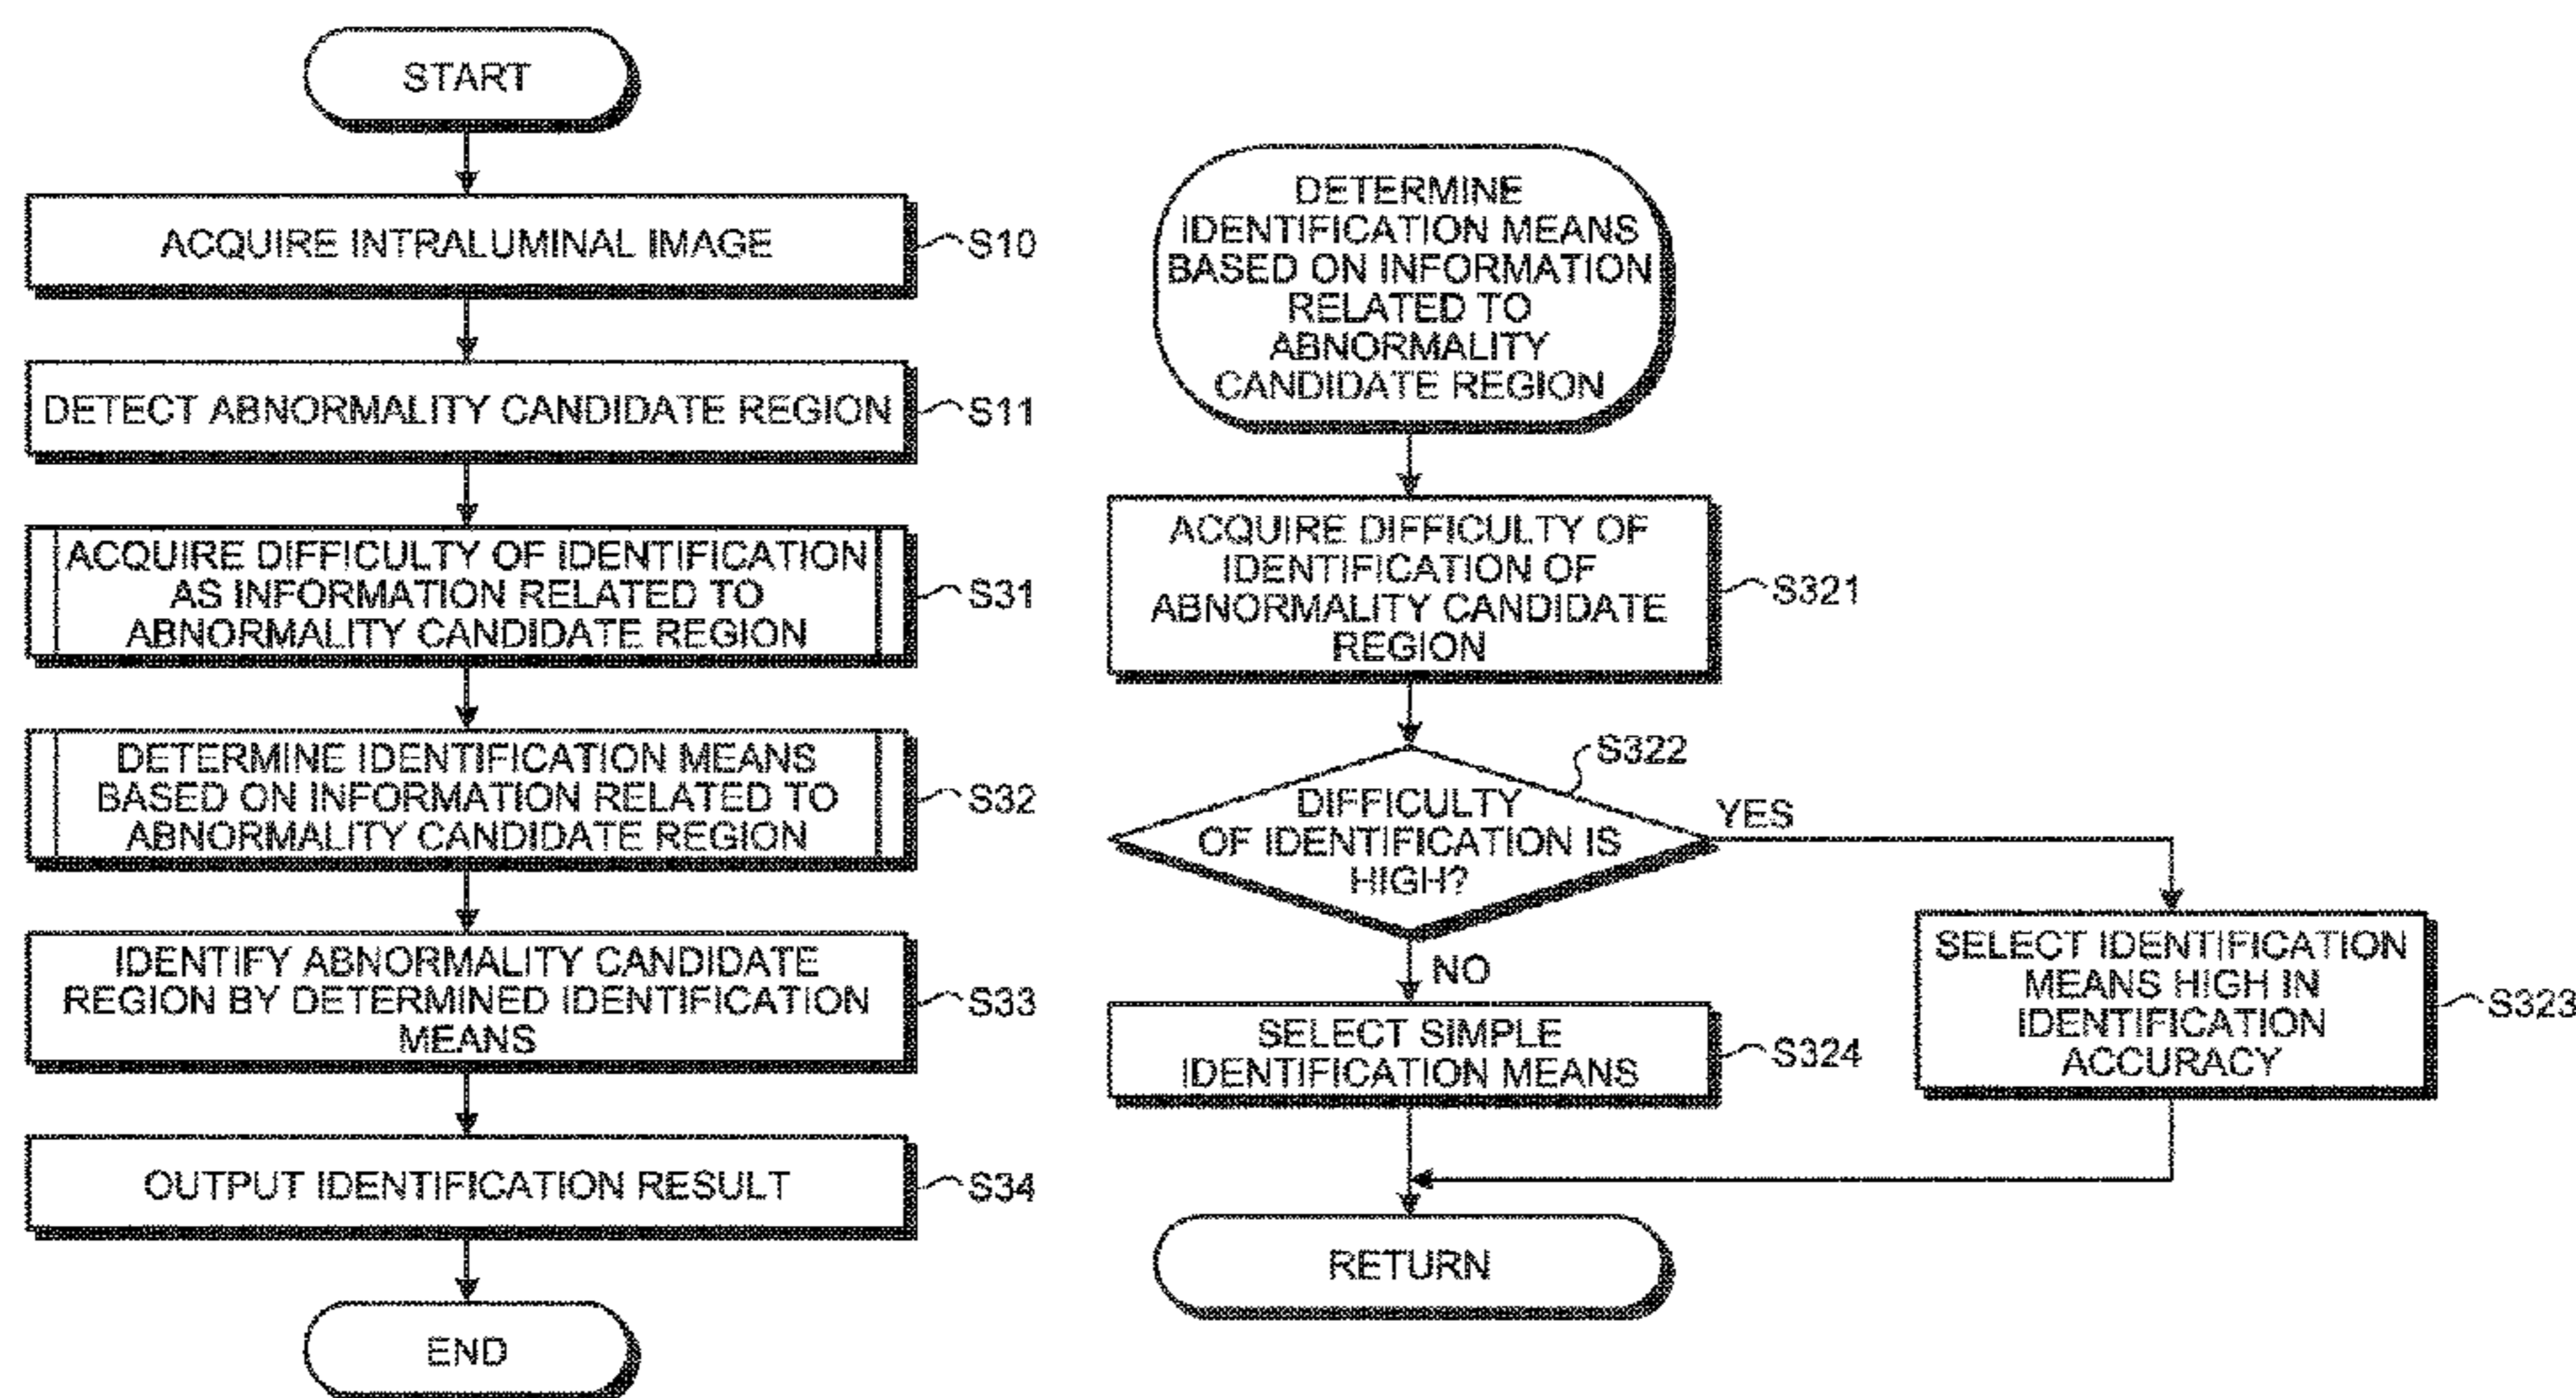 START
ACQUIRE INTRALUMINAL IMAGE
S10
DETECT ABNORMALITY CANDIDATE REGION
S11
ACQUIRE DIFFICULTY OF IDENTIFICATION
AS INFORMATION RELATED TO
ABNORMALITY CANDIDATE REGION
S31
DETERMINE IDENTIFICATION MEANS
BASED ON INFORMATION RELATED TO
ABNORMALITY CANDIDATE REGION
S32
IDENTIFY ABNORMALITY CANDIDATE
REGION BY DETERMINED IDENTIFICATION
MEANS
S33
OUTPUT IDENTIFICATION RESULT
S34
END
DETERMINE
IDENTIFICATION MEANS
BASED ON INFORMATION
RELATED TO
ABNORMALITY
CANDIDATE REGION
ACQUIRE DIFFICULTY OF
IDENTIFICATION OF
ABNORMALITY CANDIDATE
REGION
S321
S322
DIFFICULTY
OF IDENTIFICATION IS
HIGH?
YES
NO
SELECT IDENTIFICATION
MEANS HIGH IN
IDENTIFICATION
ACCURACY
S323
SELECT SIMPLE
IDENTIFICATION MEANS
S324
RETURN